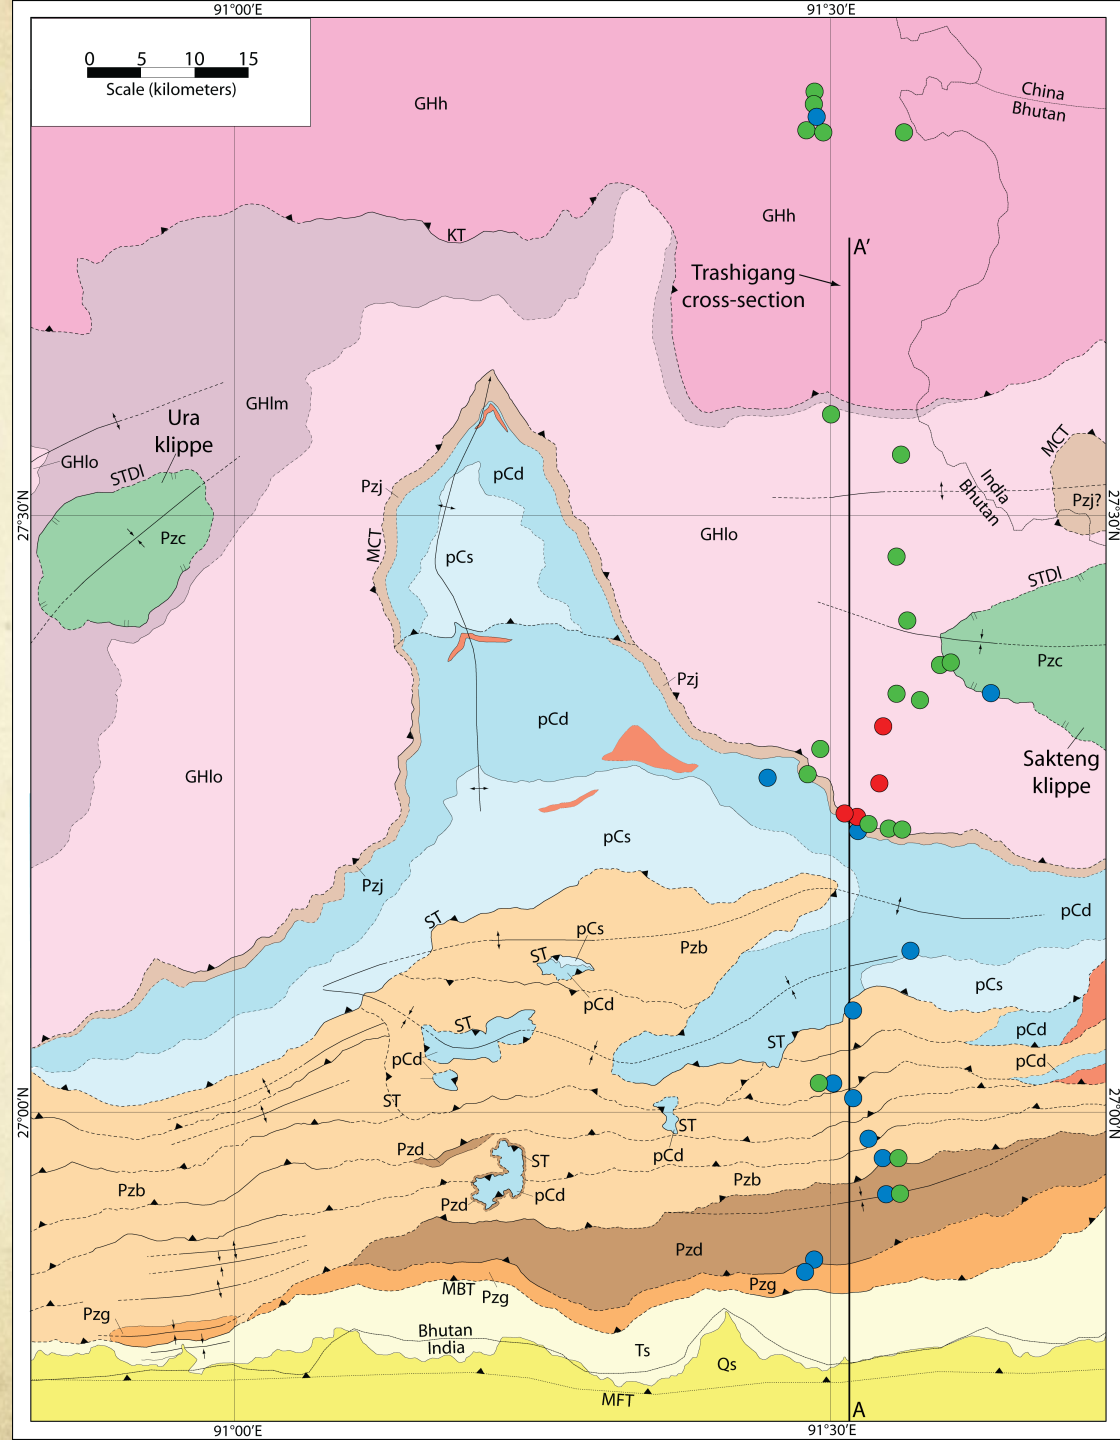 91°00′E
91°30′E
0 5 10 15
Scale (kilometers)
GHh
China
Bhutan
GHh
KT
A′
Trashigang
cross-section
GHlm
Ura
klippe
GHlo
STDI
Pzc
Pzj
pCd
MCT
pCs
GHlo
India
Bhutan
MCT
Pzj?
27°30′N
27°30′N
STDI
Pzc
Pzj
pCd
Sakteng
klippe
GHlo
pCs
Pzj
ST
pCs
ST
Pzb
pCd
pCd
pCs
ST
pCd
ST
pCd
pCd
ST
27°00′N
27°00′N
ST
pCd
Pzd
ST
pCd
Pzb
Pzd
Pzb
Pzd
Pzg
MBT
Pzg
Pzg
Bhutan
India
Ts
Qs
MFT
A
91°00′E
91°30′E